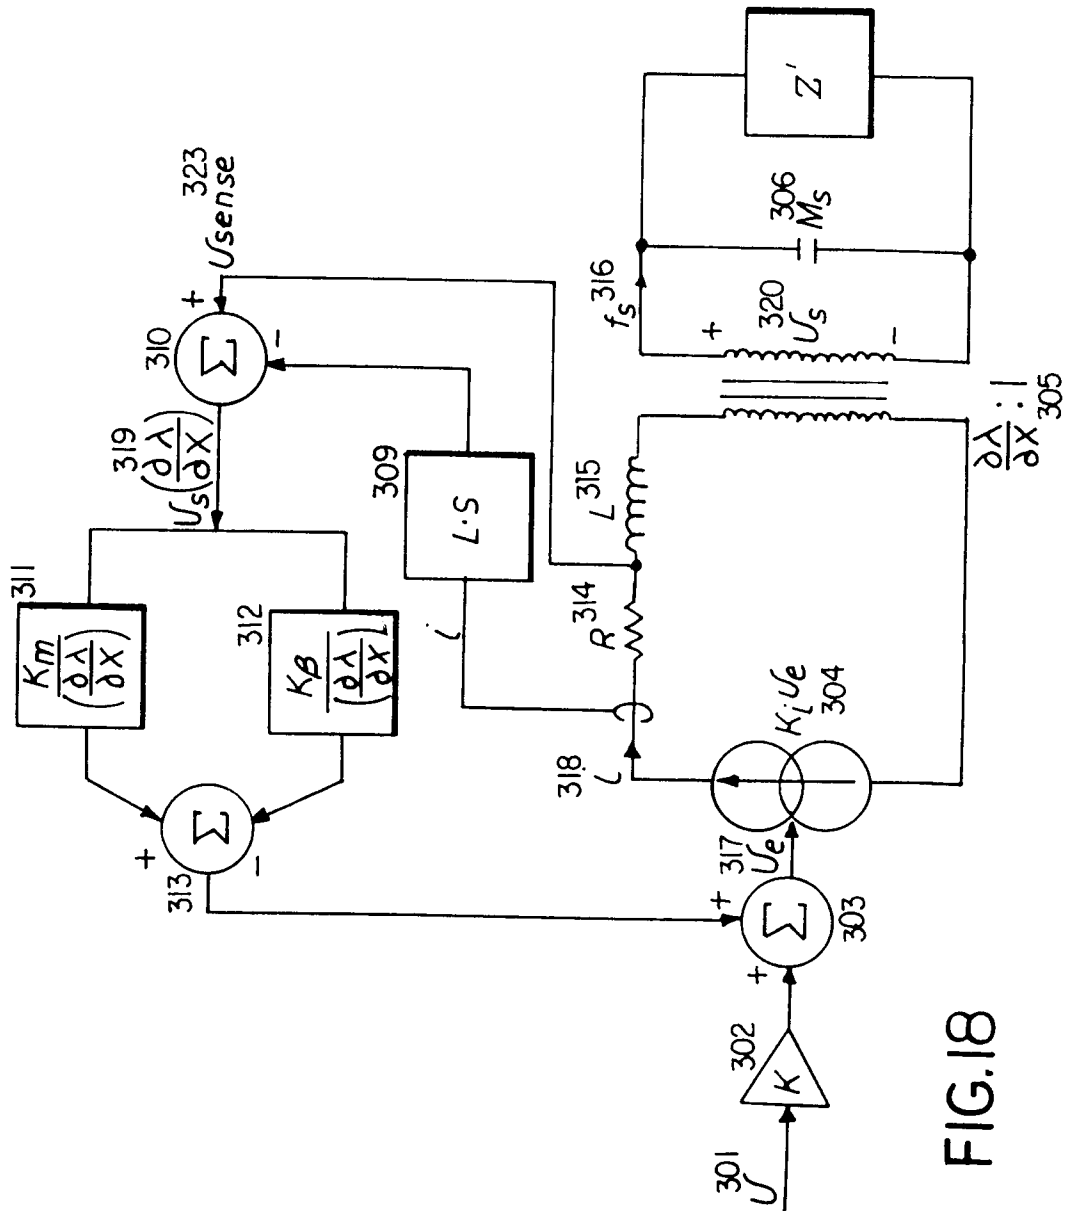 311
Km
(∂λ/∂X)
313
Σ
+
−
312
Kβ
(∂λ/∂X)
319
Us(∂λ/∂X)
310
Σ
+
−
323
Usense
309
L·S
i
301
U
302
K
303
Σ
+
+
317
Ue
KiUe
304
318
i
R 314
L 315
∂λ/∂X : 1
305
fs 316
320
Us
+
−
306
Ms
Z'
FIG.18